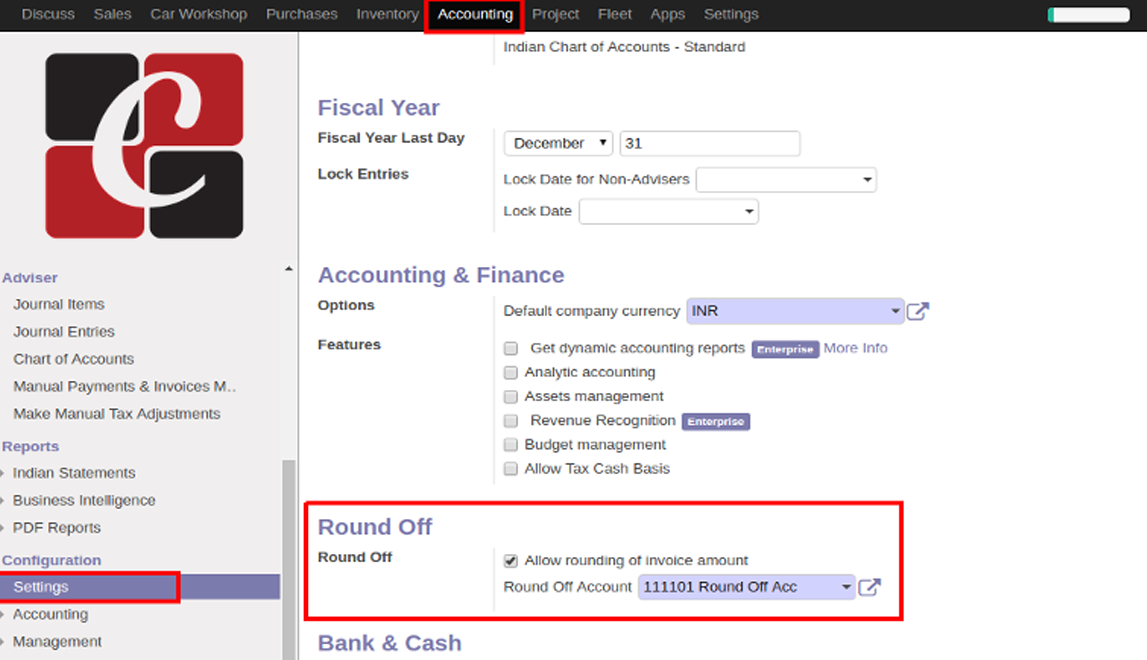 Discuss Sales Car Workshop Purchases Inventory Accounting Project Fleet Apps Settings
C
Adviser
Journal Items
Journal Entries
Chart of Accounts
Manual Payments & Invoices M..
Make Manual Tax Adjustments
Reports
Indian Statements
Business Intelligence
PDF Reports
Configuration
Settings
Accounting
Management
Indian Chart of Accounts - Standard
Fiscal Year
Fiscal Year Last Day December 31
Lock Entries Lock Date for Non-Advisers
Lock Date
Accounting & Finance
Options Default company currency INR
Features
Get dynamic accounting reports Enterprise More Info
Analytic accounting
Assets management
Revenue Recognition Enterprise
Budget management
Allow Tax Cash Basis
Round Off
Round Off Allow rounding of invoice amount
Round Off Account 111101 Round Off Acc
Bank & Cash